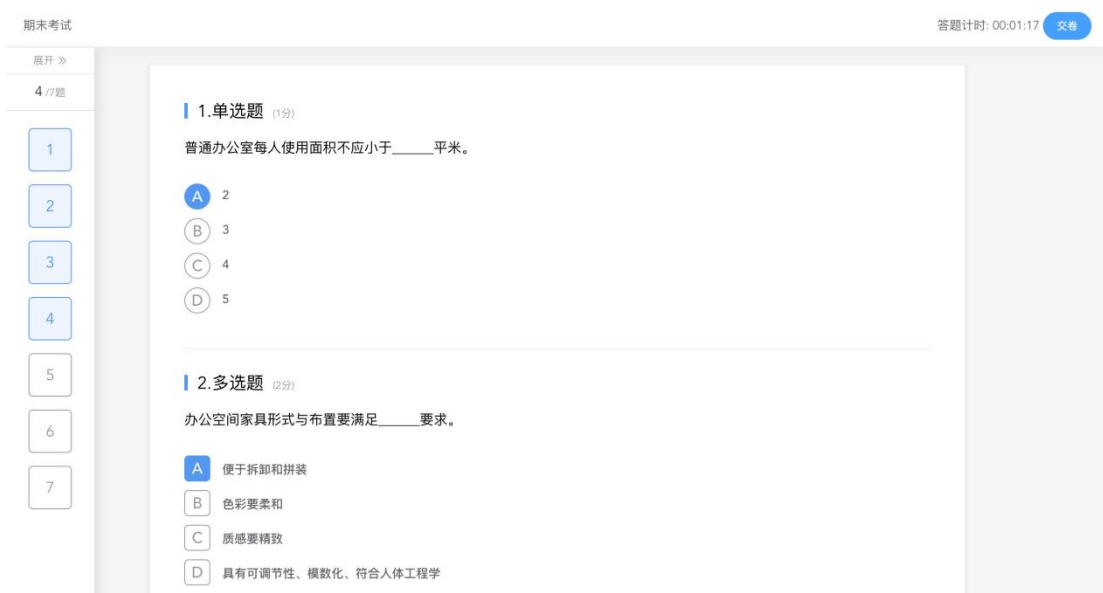 期末考试
答题计时: 00:01:17 交卷
展开 »
4 /7题
1
2
3
4
5
6
7
1.单选题 (1分)
普通办公室每人使用面积不应小于______平米。
A 2
B 3
C 4
D 5
2.多选题 (2分)
办公空间家具形式与布置要满足______要求。
A 便于拆卸和拼装
B 色彩要柔和
C 质感要精致
D 具有可调节性、模数化、符合人体工程学